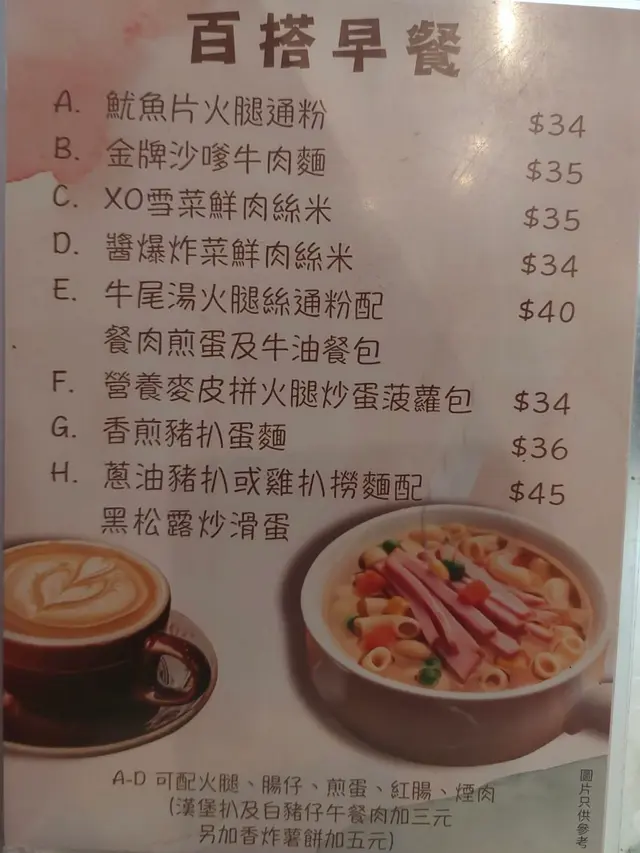 百搭早餐
A. 魷魚片火腿通粉 $34
B. 金牌沙嗲牛肉麵 $35
C. XO雪菜鮮肉絲米 $35
D. 醬爆炸菜鮮肉絲米 $34
E. 牛尾湯火腿絲通粉配 $40
餐肉煎蛋及牛油餐包
F. 營養麥皮拼火腿炒蛋菠蘿包 $34
G. 香煎豬扒蛋麵 $36
H. 蔥油豬扒或雞扒撈麵配 $45
黑松露炒滑蛋
A-D 可配火腿、腸仔、煎蛋、紅腸、煙肉
(漢堡扒及白豬仔午餐肉加三元
另加香炸薯餅加五元)
圖片只供參考